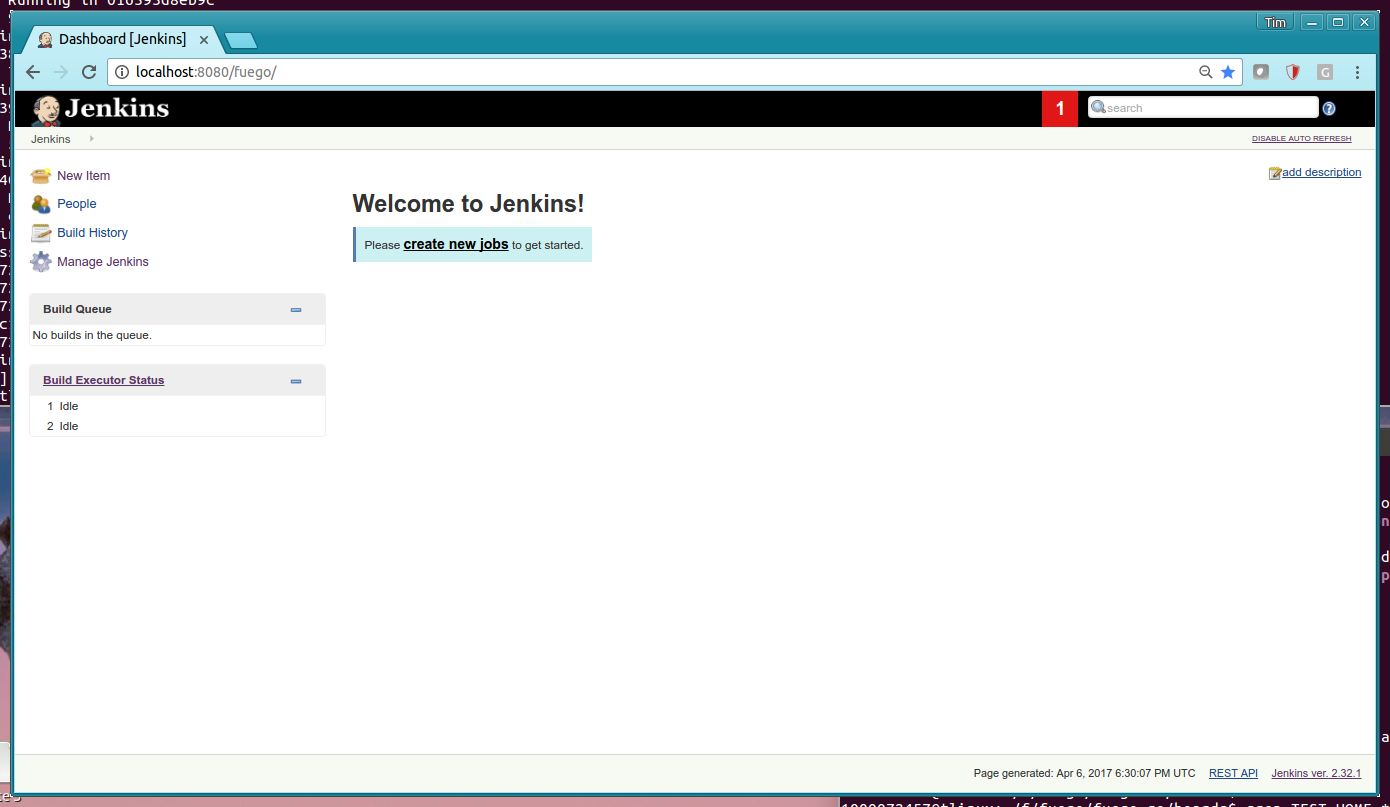 Running in 016393d8eb9c
Tim
Dashboard [Jenkins]
localhost:8080/fuego/
G
Jenkins
1
search
?
Jenkins
DISABLE AUTO REFRESH
add description
New Item
People
Build History
Manage Jenkins
Welcome to Jenkins!
Please create new jobs to get started.
Build Queue
No builds in the queue.
Build Executor Status
1 Idle
2 Idle
Page generated: Apr 6, 2017 6:30:07 PM UTC
REST API
Jenkins ver. 2.32.1